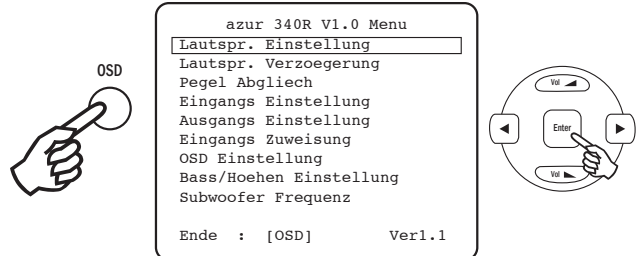 OSD
azur 340R V1.0 Menu
Lautspr. Einstellung
Lautspr. Verzoegerung
Pegel Abgliech
Eingangs Einstellung
Ausgangs Einstellung
Eingangs Zuweisung
OSD Einstellung
Bass/Hoehen Einstellung
Subwoofer Frequenz
Ende : [OSD] Ver1.1
Vol
Enter
Vol